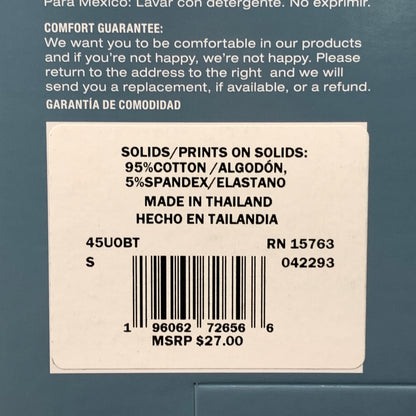 Para México: Lavar con detergente. No exprimir.
COMFORT GUARANTEE:
We want you to be comfortable in our products
and if you're not happy, we're not happy. Please
return to the address to the right and we will
send you a replacement, if available, or a refund.
GARANTÍA DE COMODIDAD
SOLIDS/PRINTS ON SOLIDS:
95%COTTON /ALGODÓN,
5%SPANDEX/ELASTANO
MADE IN THAILAND
HECHO EN TAILANDIA
45U0BT RN 15763
S 042293
1 96062 72656 6
MSRP $27.00